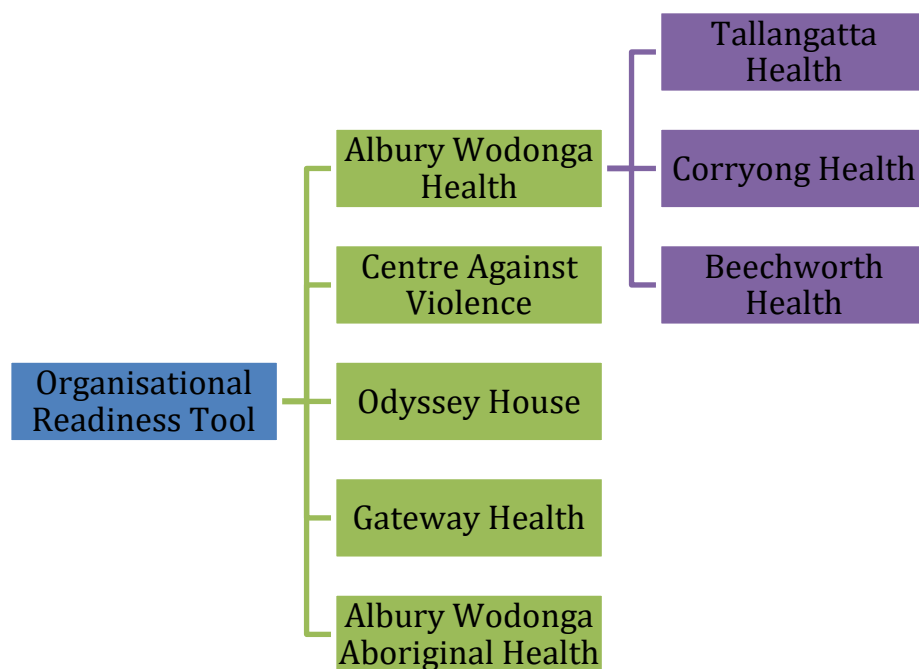 Organisational
Readiness Tool
Albury Wodonga
Health
Centre Against
Violence
Odyssey House
Gateway Health
Albury Wodonga
Aboriginal Health
Tallangatta
Health
Corryong Health
Beechworth
Health